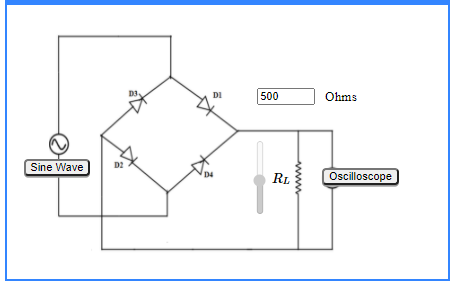 D3
D1
500 Ohms
Sine Wave
D2
D4
RL
Oscilloscope